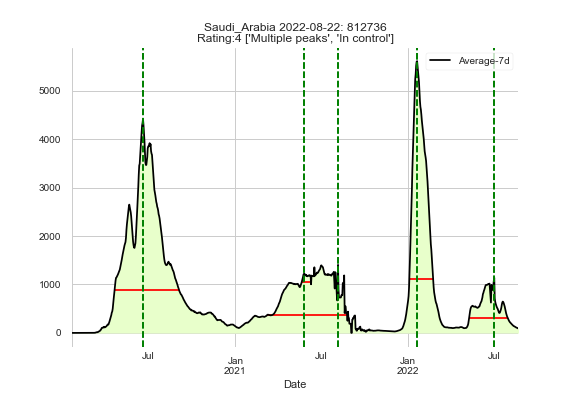 Saudi_Arabia 2022-08-22: 812736
Rating:4 ['Multiple peaks', 'In control']
Average-7d
5000
4000
3000
2000
1000
0
Jul
Jan
2021
Jul
Jan
2022
Jul
Date